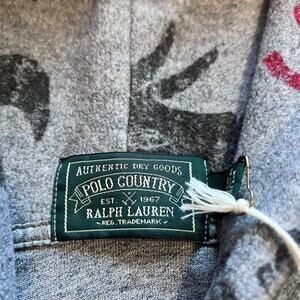 AUTHENTIC DRY GOODS
POLO COUNTRY
EST. 1967
RALPH LAUREN
REG. TRADEMARK